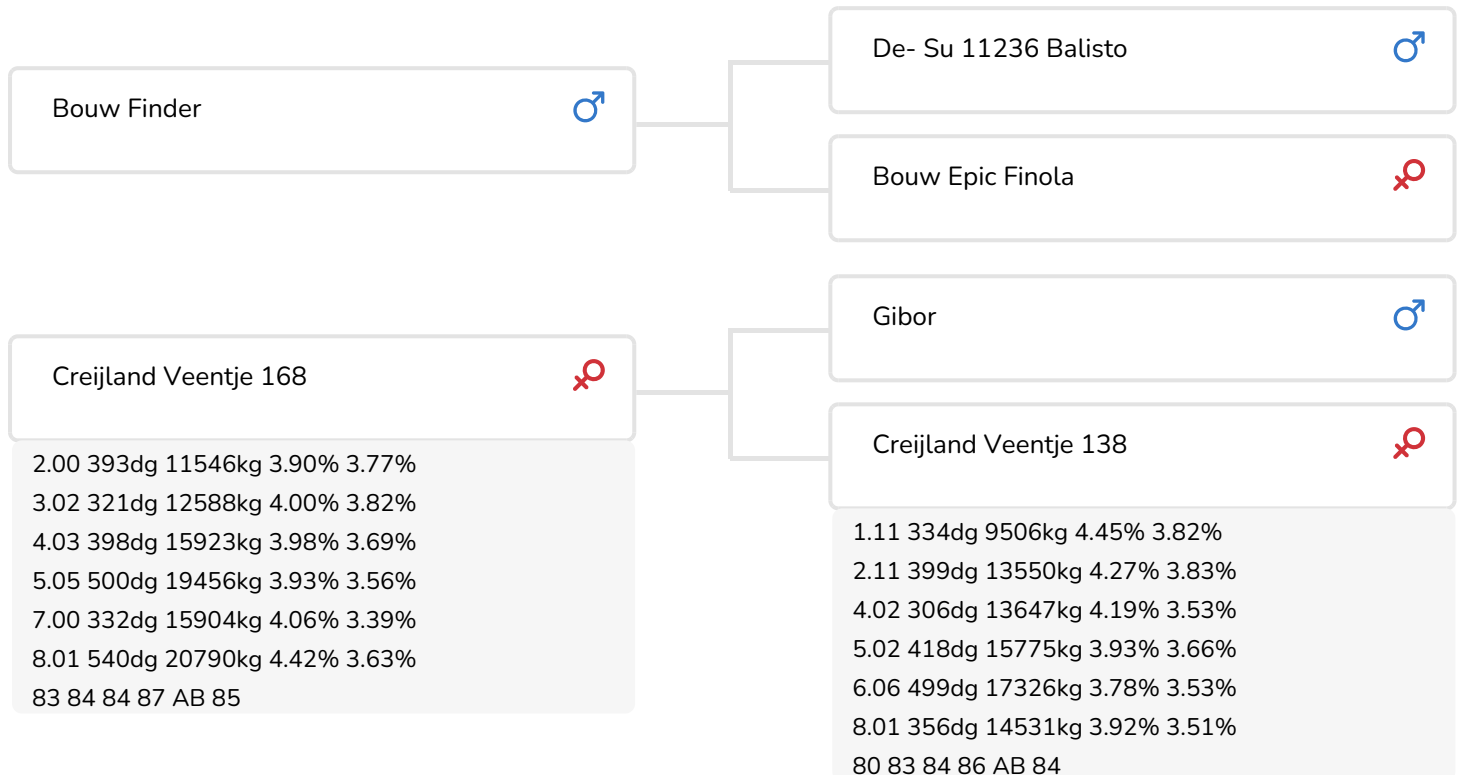 Bouw Finder
De- Su 11236 Balisto
Bouw Epic Finola
Creijland Veentje 168
2.00 393dg 11546kg 3.90% 3.77%
3.02 321dg 12588kg 4.00% 3.82%
4.03 398dg 15923kg 3.98% 3.69%
5.05 500dg 19456kg 3.93% 3.56%
7.00 332dg 15904kg 4.06% 3.39%
8.01 540dg 20790kg 4.42% 3.63%
83 84 84 87 AB 85
Gibor
Creijland Veentje 138
1.11 334dg 9506kg 4.45% 3.82%
2.11 399dg 13550kg 4.27% 3.83%
4.02 306dg 13647kg 4.19% 3.53%
5.02 418dg 15775kg 3.93% 3.66%
6.06 499dg 17326kg 3.78% 3.53%
8.01 356dg 14531kg 3.92% 3.51%
80 83 84 86 AB 84